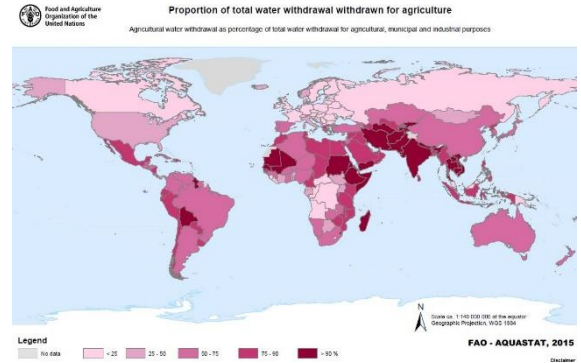 Food and Agriculture
Organization of the
United Nations
Proportion of total water withdrawal withdrawn for agriculture
Agricultural water withdrawal as percentage of total water withdrawal for agricultural, municipal and industrial purposes
N
Scale ca. 1:140 000 000 at the equator
Geographic Projection, WGS 1984
Legend
FAO - AQUASTAT, 2015
No data < 25 25 - 50 50 - 75 75 - 90 > 90 %
Disclaimer